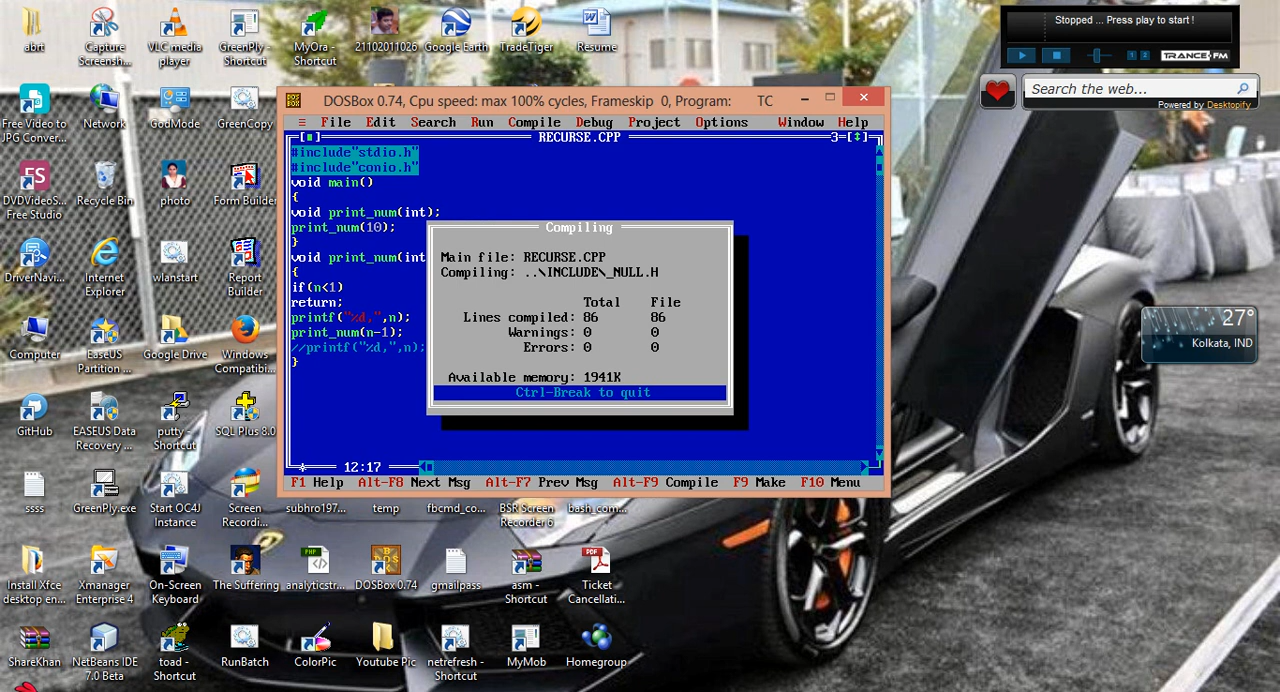 abft
Capture
Screensh...
VLC media
player
GreenPly -
Shortcut
MyOra -
Shortcut
21102011026
Google Earth
TradeTiger
Resume
Stopped ... Press play to start !
1 2
TRANCE•FM
Search the web...
Powered by Desktopify
Free Video to
JPG Conver...
Network
GodMode
GreenCopy
DVDVideoS...
Free Studio
Recycle Bin
photo
Form Builder
DriverNavi...
Internet
Explorer
wlanstart
Report
Builder
Computer
EaseUS
Partition ...
Google Drive
Windows
Compatibi...
GitHub
EASEUS Data
Recovery ...
putty -
Shortcut
SQL Plus 8.0
ssss
GreenPly.exe
Start OC4J
Instance
Screen
Recordi...
subhro197...
temp
fbcmd_co...
BSR Screen
Recorder 6
bash_com...
Install Xfce
desktop en...
Xmanager
Enterprise 4
On-Screen
Keyboard
The Suffering
analyticstr...
DOSBox 0.74
gmailpass
asm -
Shortcut
Ticket
Cancellati...
ShareKhan
NetBeans IDE
7.0 Beta
toad -
Shortcut
RunBatch
ColorPic
Youtube Pic
netrefresh -
Shortcut
MyMob
Homegroup
DOSBox 0.74, Cpu speed: max 100% cycles, Frameskip 0, Program: TC
≡ File Edit Search Run Compile Debug Project Options Window Help
RECURSE.CPP 3=[↕]
#include"stdio.h"
#include"conio.h"
void main()
{
void print_num(int);
print_num(10);
}
void print_num(int
{
if(n<1)
return;
printf("%d,",n);
print_num(n-1);
//printf("%d,",n);
}
Compiling
Main file: RECURSE.CPP
Compiling: ..\INCLUDE\_NULL.H
Total File
Lines compiled: 86 86
Warnings: 0 0
Errors: 0 0
Available memory: 1941K
Ctrl-Break to quit
12:17
F1 Help Alt-F8 Next Msg Alt-F7 Prev Msg Alt-F9 Compile F9 Make F10 Menu
27°
Kolkata, IND